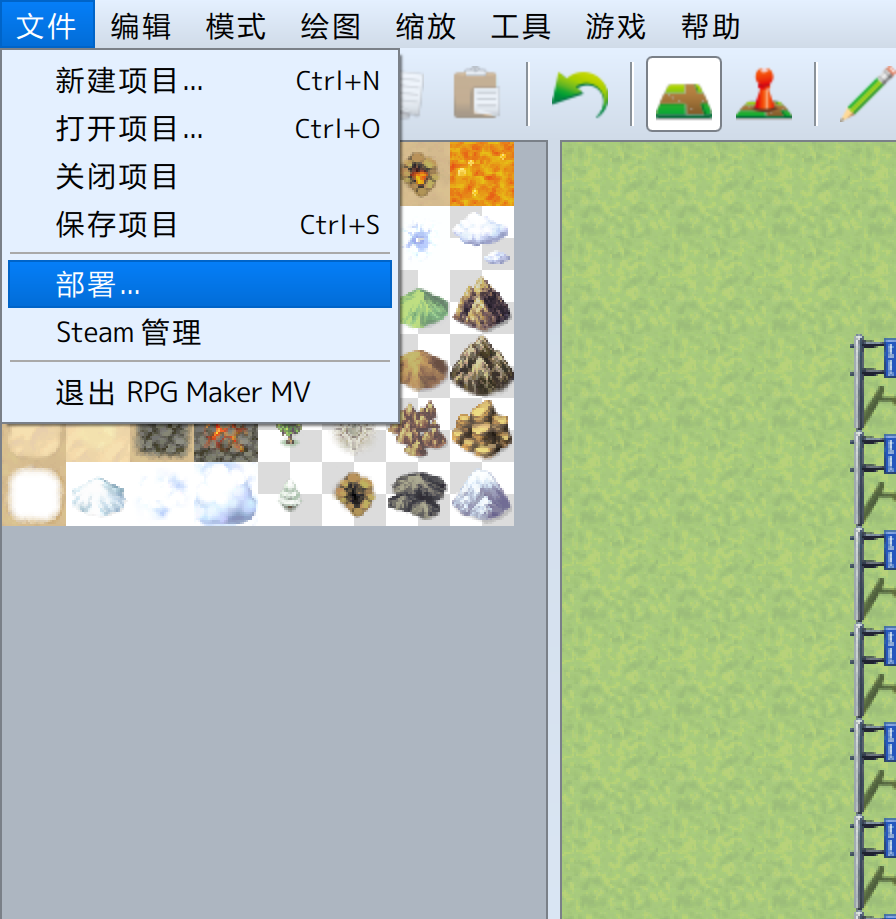 文件 编辑 模式 绘图 缩放 工具 游戏 帮助
新建项目... Ctrl+N
打开项目... Ctrl+O
关闭项目
保存项目 Ctrl+S
部署...
Steam 管理
退出 RPG Maker MV